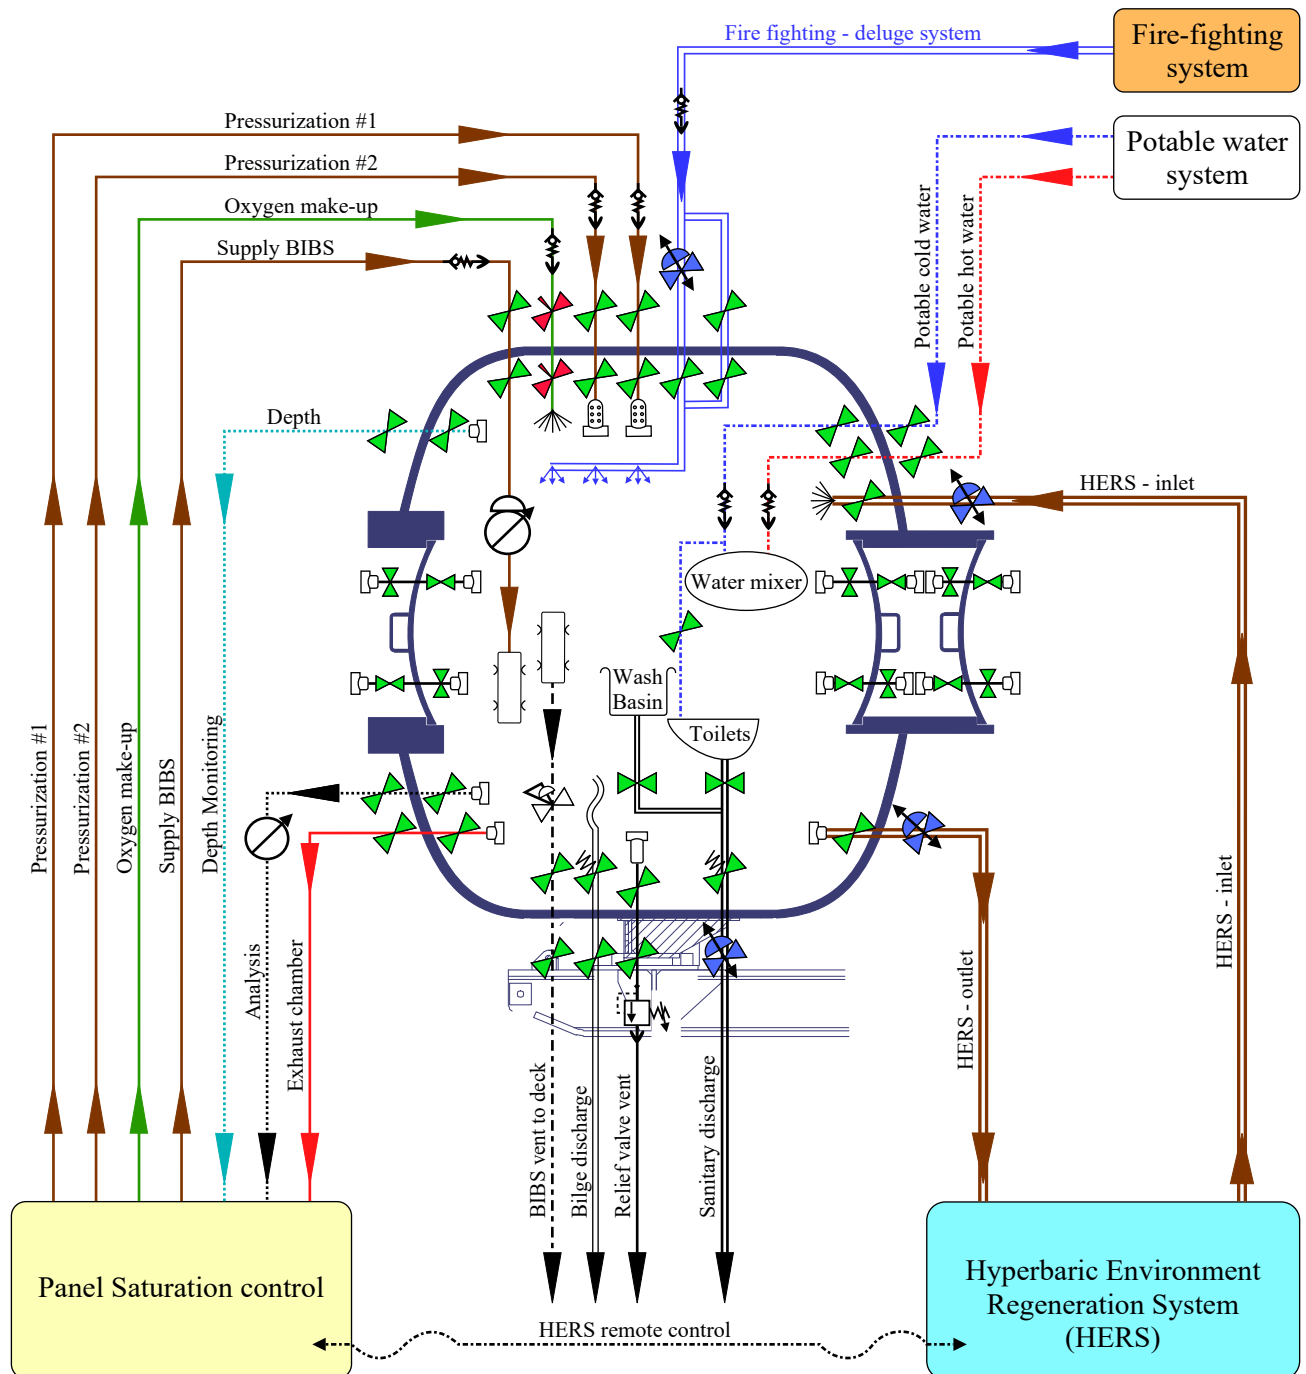 Fire fighting - deluge system
Fire-fighting
system
Pressurization #1
Potable water
system
Pressurization #2
Oxygen make-up
Supply BIBS
Potable cold water
Potable hot water
Depth
HERS - inlet
Water mixer
Wash
Basin
Toilets
Pressurization #1
Pressurization #2
Oxygen make-up
Supply BIBS
Depth Monitoring
Analysis
Exhaust chamber
BIBS vent to deck
Bilge discharge
Relief valve vent
Sanitary discharge
HERS - outlet
HERS - inlet
Panel Saturation control
Hyperbaric Environment
Regeneration System
(HERS)
HERS remote control